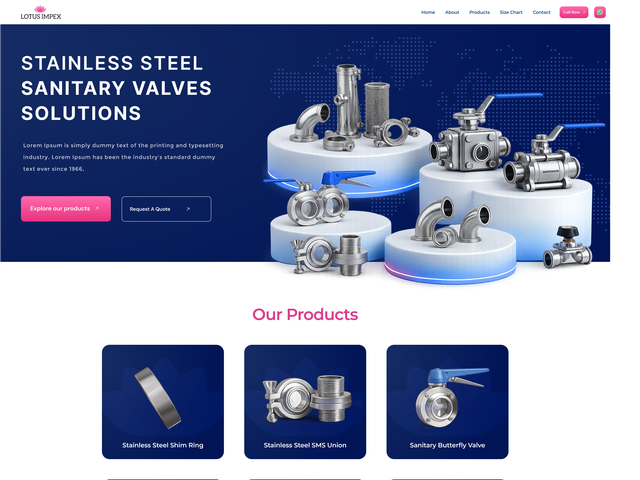 LOTUS IMPEX
Home About Products Size Chart Contact Call Now
STAINLESS STEEL
SANITARY VALVES
SOLUTIONS
Lorem Ipsum is simply dummy text of the printing and typesetting
industry. Lorem Ipsum has been the industry's standard dummy
text ever since 1966,
Explore our products
Request A Quote
Our Products
Stainless Steel Shim Ring
Stainless Steel SMS Union
Sanitary Butterfly Valve